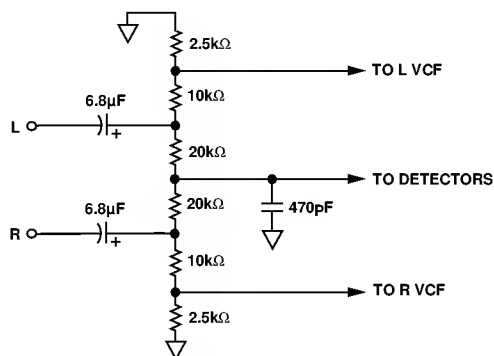 2.5kΩ
TO L VCF
10kΩ
6.8μF
L
+
20kΩ
TO DETECTORS
20kΩ
470pF
6.8μF
R
+
10kΩ
TO R VCF
2.5kΩ